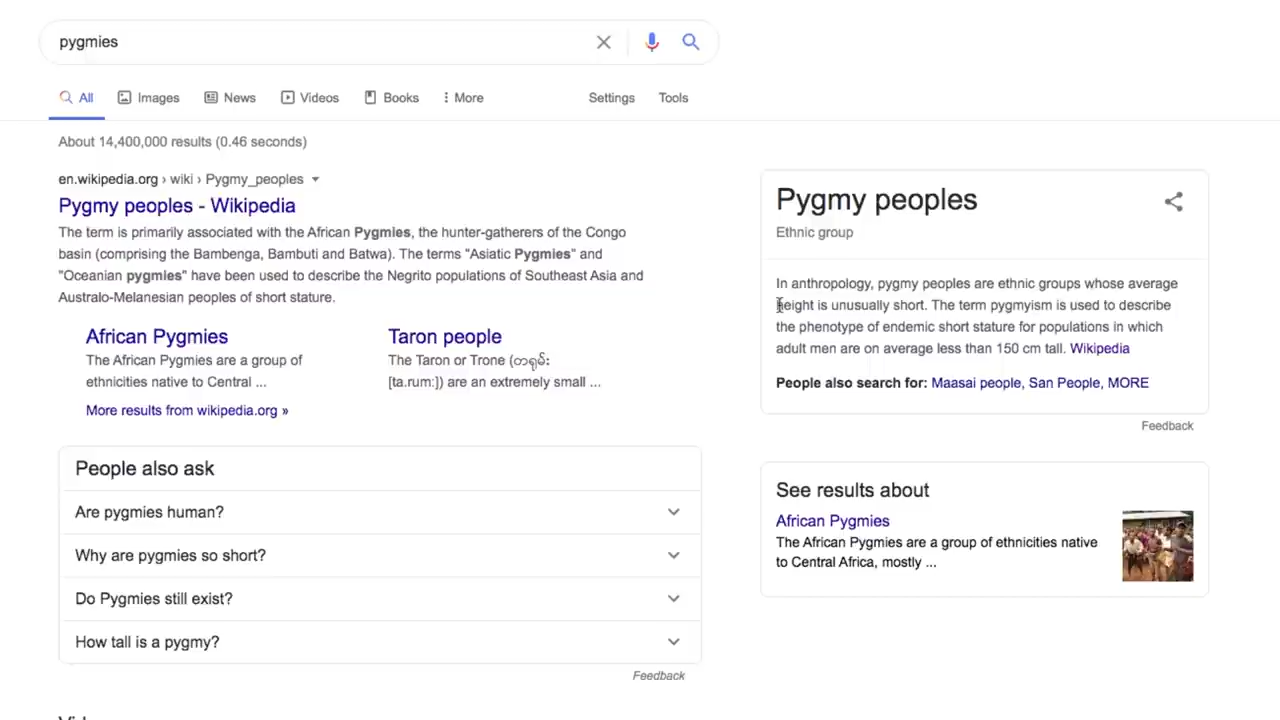 pygmies
All Images News Videos Books More Settings Tools
About 14,400,000 results (0.46 seconds)
en.wikipedia.org › wiki › Pygmy_peoples
Pygmy peoples - Wikipedia
The term is primarily associated with the African Pygmies, the hunter-gatherers of the Congo
basin (comprising the Bambenga, Bambuti and Batwa). The terms "Asiatic Pygmies" and
"Oceanian pygmies" have been used to describe the Negrito populations of Southeast Asia and
Australo-Melanesian peoples of short stature.
African Pygmies
The African Pygmies are a group of
ethnicities native to Central ...
Taron people
The Taron or Trone (တရုမ်း
[ta.rum:]) are an extremely small ...
More results from wikipedia.org »
People also ask
Are pygmies human?
Why are pygmies so short?
Do Pygmies still exist?
How tall is a pygmy?
Feedback
Pygmy peoples
Ethnic group
In anthropology, pygmy peoples are ethnic groups whose average
height is unusually short. The term pygmyism is used to describe
the phenotype of endemic short stature for populations in which
adult men are on average less than 150 cm tall. Wikipedia
People also search for: Maasai people, San People, MORE
Feedback
See results about
African Pygmies
The African Pygmies are a group of ethnicities native
to Central Africa, mostly ...